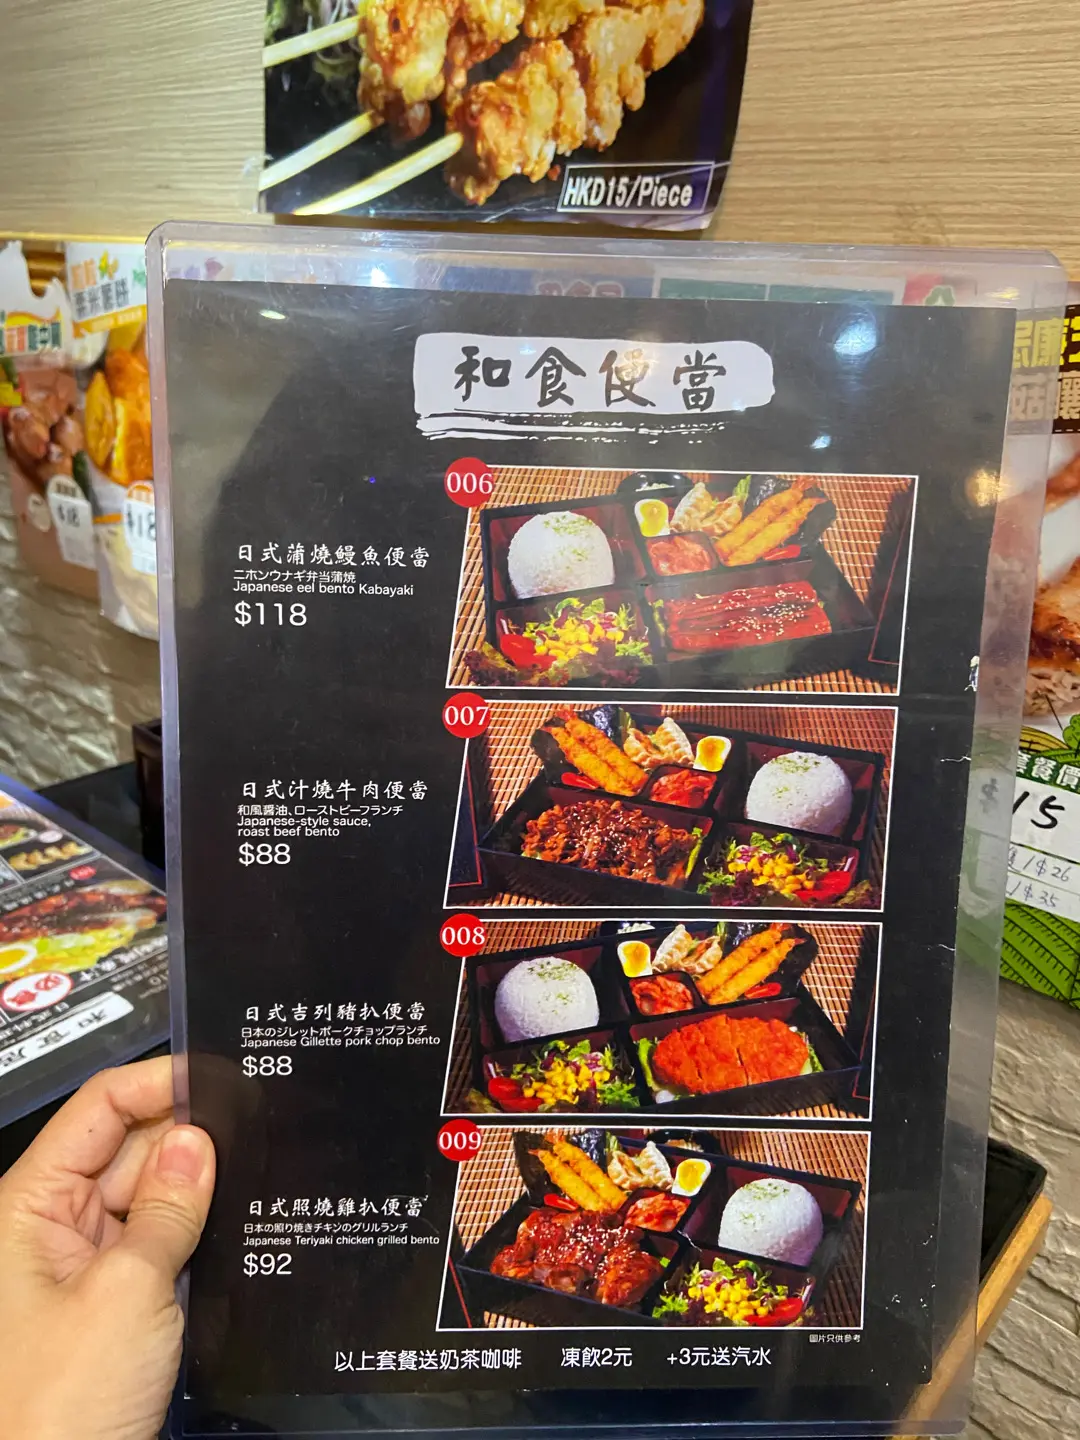 HKD15/Piece
和食便當
006
日式蒲燒鰻魚便當
ニホンウナギ弁当蒲焼
Japanese eel bento Kabayaki
$118
007
日式汁燒牛肉便當
和風醤油、ローストビーフランチ
Japanese-style sauce,
roast beef bento
$88
008
日式吉列豬扒便當
日本のジレットポークチョップランチ
Japanese Gillette pork chop bento
$88
009
日式照燒雞扒便當
日本の照り焼きチキンのグリルランチ
Japanese Teriyaki chicken grilled bento
$92
圖片只供參考
以上套餐送奶茶咖啡 凍飲2元 +3元送汽水
套餐價
$18